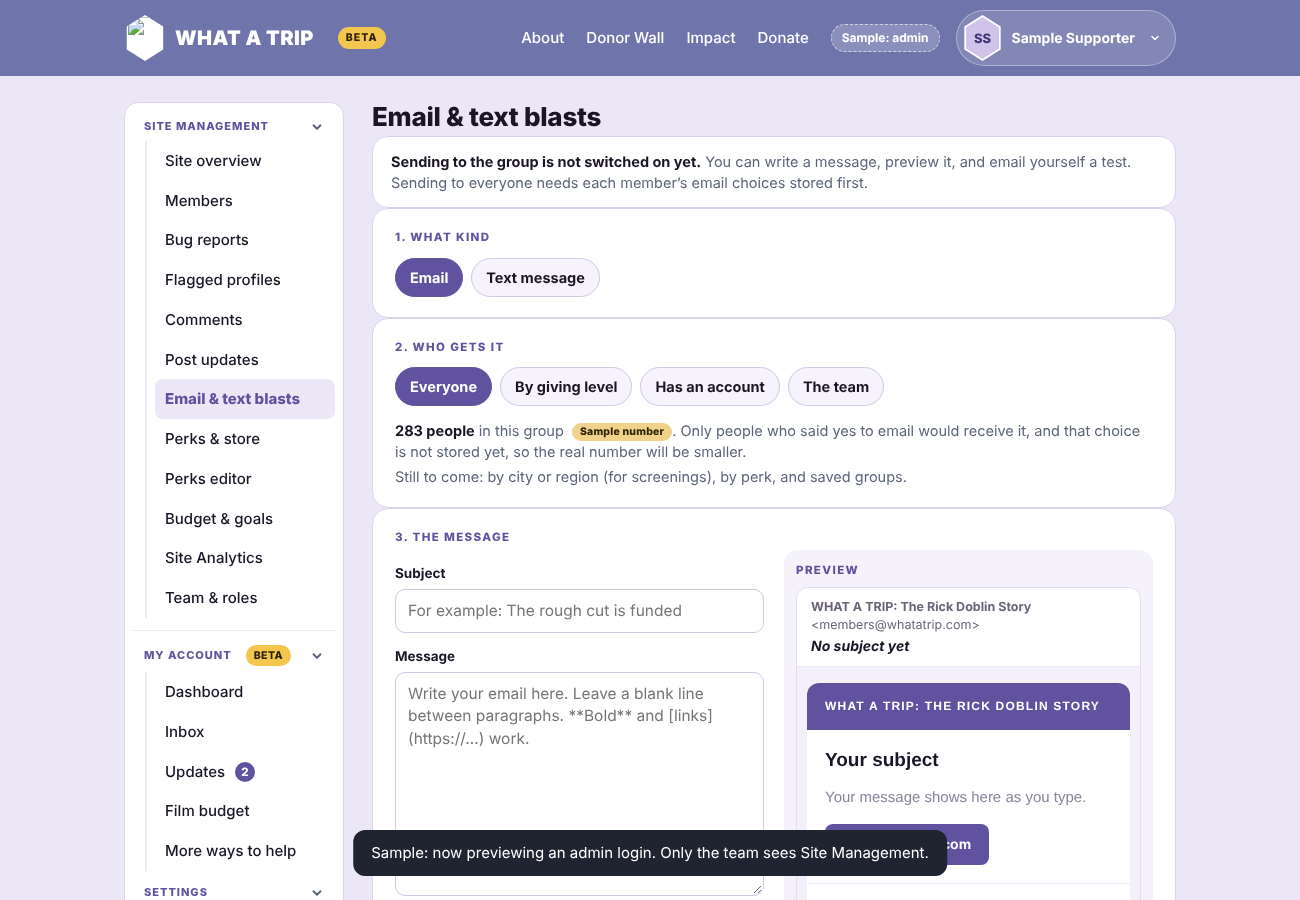 WHAT A TRIP
BETA
About
Donor Wall
Impact
Donate
Sample: admin
SS
Sample Supporter
SITE MANAGEMENT
Site overview
Members
Bug reports
Flagged profiles
Comments
Post updates
Email & text blasts
Perks & store
Perks editor
Budget & goals
Site Analytics
Team & roles
MY ACCOUNT BETA
Dashboard
Inbox
Updates 2
Film budget
More ways to help
SETTINGS
Email & text blasts
Sending to the group is not switched on yet. You can write a message, preview it, and email yourself a test.
Sending to everyone needs each member’s email choices stored first.
1. WHAT KIND
Email
Text message
2. WHO GETS IT
Everyone
By giving level
Has an account
The team
283 people in this group Sample number. Only people who said yes to email would receive it, and that choice
is not stored yet, so the real number will be smaller.
Still to come: by city or region (for screenings), by perk, and saved groups.
3. THE MESSAGE
Subject
For example: The rough cut is funded
Message
Write your email here. Leave a blank line
between paragraphs. **Bold** and [links]
(https://...) work.
PREVIEW
WHAT A TRIP: The Rick Doblin Story
<members@whatatrip.com>
No subject yet
WHAT A TRIP: THE RICK DOBLIN STORY
Your subject
Your message shows here as you type.
Sample: now previewing an admin login. Only the team sees Site Management.